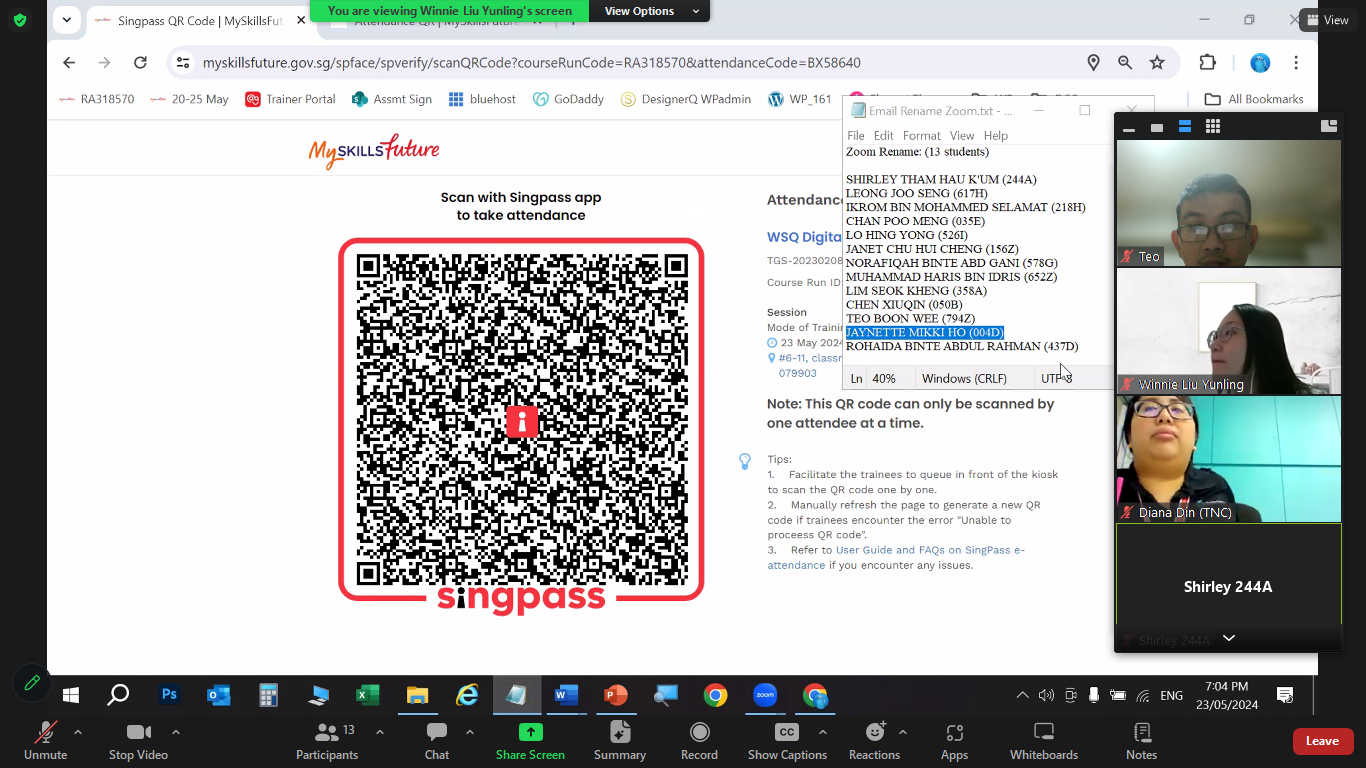 You are viewing Winnie Liu Yunling's screen
View Options
View
Singpass QR Code | MySkillsFut
Attendance QR | MySkillsFuture
myskillsfuture.gov.sg/spface/spverify/scanQRCode?courseRunCode=RA318570&attendanceCode=BX58640
RA318570
20-25 May
Trainer Portal
Assmt Sign
bluehost
GoDaddy
DesignerQ WPadmin
WP_161
All Bookmarks
MySKILLSfuture
Scan with Singpass app
to take attendance
singpass
Attendance
WSQ Digita
TGS-20230208
Course Run ID
Session
Mode of Traini
23 May 2024
#6-11, classr
079903
Note: This QR code can only be scanned by
one attendee at a time.
Tips:
1. Facilitate the trainees to queue in front of the kiosk
to scan the QR code one by one.
2. Manually refresh the page to generate a new QR
code if trainees encounter the error "Unable to
proceess QR code".
3. Refer to User Guide and FAQs on SingPass e-
attendance if you encounter any issues.
Email Rename Zoom.txt - ...
File Edit Format View Help
Zoom Rename: (13 students)
SHIRLEY THAM HAU K'UM (244A)
LEONG JOO SENG (617H)
IKROM BIN MOHAMMED SELAMAT (218H)
CHAN POO MENG (035E)
LO HING YONG (526I)
JANET CHU HUI CHENG (156Z)
NORAFIQAH BINTE ABD GANI (578G)
MUHAMMAD HARIS BIN IDRIS (652Z)
LIM SEOK KHENG (358A)
CHEN XIUQIN (050B)
TEO BOON WEE (794Z)
JAYNETTE MIKKI HO (004D)
ROHAIDA BINTE ABDUL RAHMAN (437D)
Ln 40% Windows (CRLF) UTF-8
Teo
Winnie Liu Yunling
Diana Din (TNC)
Shirley 244A
Shirley 244A
Ps
zoom
ENG
7:04 PM
23/05/2024
Unmute
Stop Video
Participants 13
Chat
Share Screen
Summary
Record
CC
Show Captions
Reactions
Apps
Whiteboards
Notes
Leave